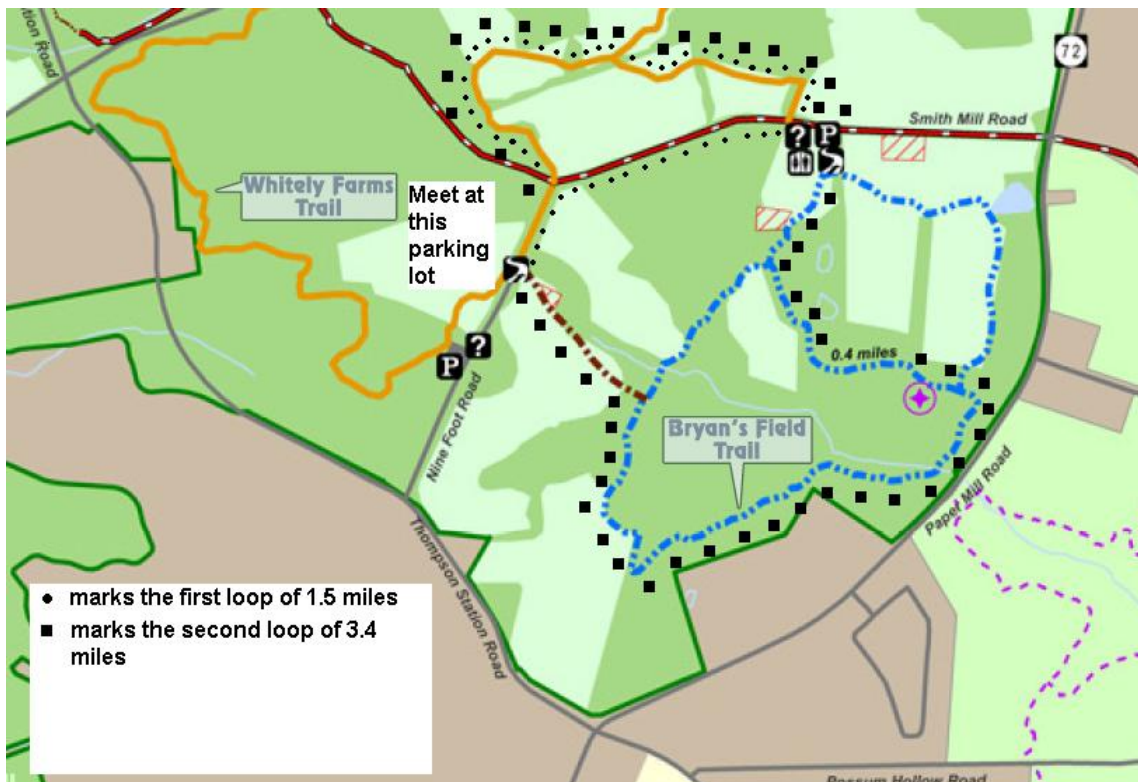 Station Road
72
Smith Mill Road
?
P
Whitely Farms
Trail
Meet at
this
parking
lot
0.4 miles
?
P
Nine Foot Road
Bryan's Field
Trail
Paper Mill Road
Thompson Station Road
• marks the first loop of 1.5 miles
■ marks the second loop of 3.4
miles
Possum Hollow Road